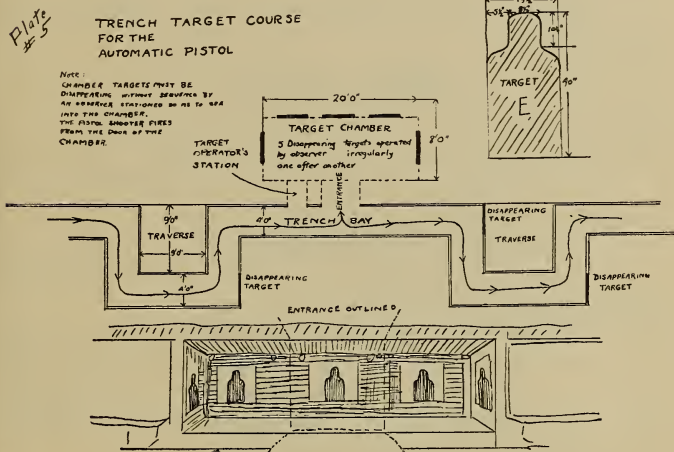 Plate
# 5
TRENCH TARGET COURSE
FOR THE
AUTOMATIC PISTOL
Note:
CHAMBER TARGETS MUST BE
DISAPPEARING WITHOUT SEQUENCE BY
AN OBSERVER STATIONED SO AS TO SEE
INTO THE CHAMBER.
THE PISTOL SHOOTER FIRES
FROM THE DOOR OF THE
CHAMBER.
TARGET
E
10½"
40"
20'0"
8'0"
TARGET CHAMBER
5 Disappearing targets operated
by observer irregularly
one after another
TARGET
OPERATOR'S
STATION
ENTRANCE
9'0"
TRAVERSE
9'0"
4'0"
4'0"
TRENCH BAY
DISAPPEARING
TARGET
TRAVERSE
DISAPPEARING
TARGET
DISAPPEARING
TARGET
ENTRANCE OUTLINED